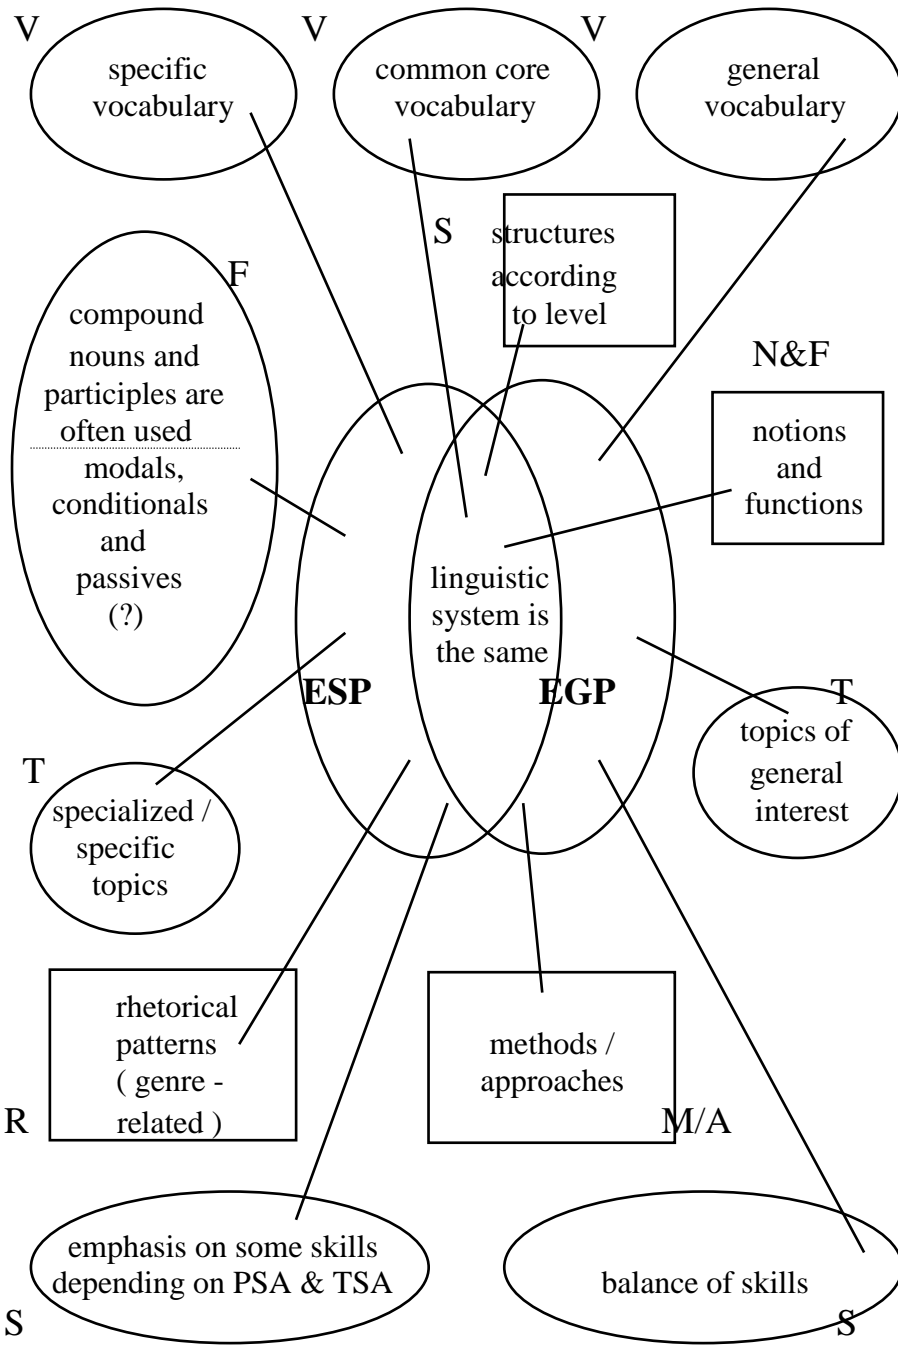 V
specific
vocabulary
V
common core
vocabulary
V
general
vocabulary
S
structures
according
to level
F
compound
nouns and
participles are
often used
modals,
conditionals
and
passives
(?)
N&F
notions
and
functions
linguistic
system is
the same
ESP
EGP
T
topics of
general
interest
T
specialized /
specific
topics
rhetorical
patterns
( genre -
related )
R
methods /
approaches
M/A
emphasis on some skills
depending on PSA & TSA
S
balance of skills
S